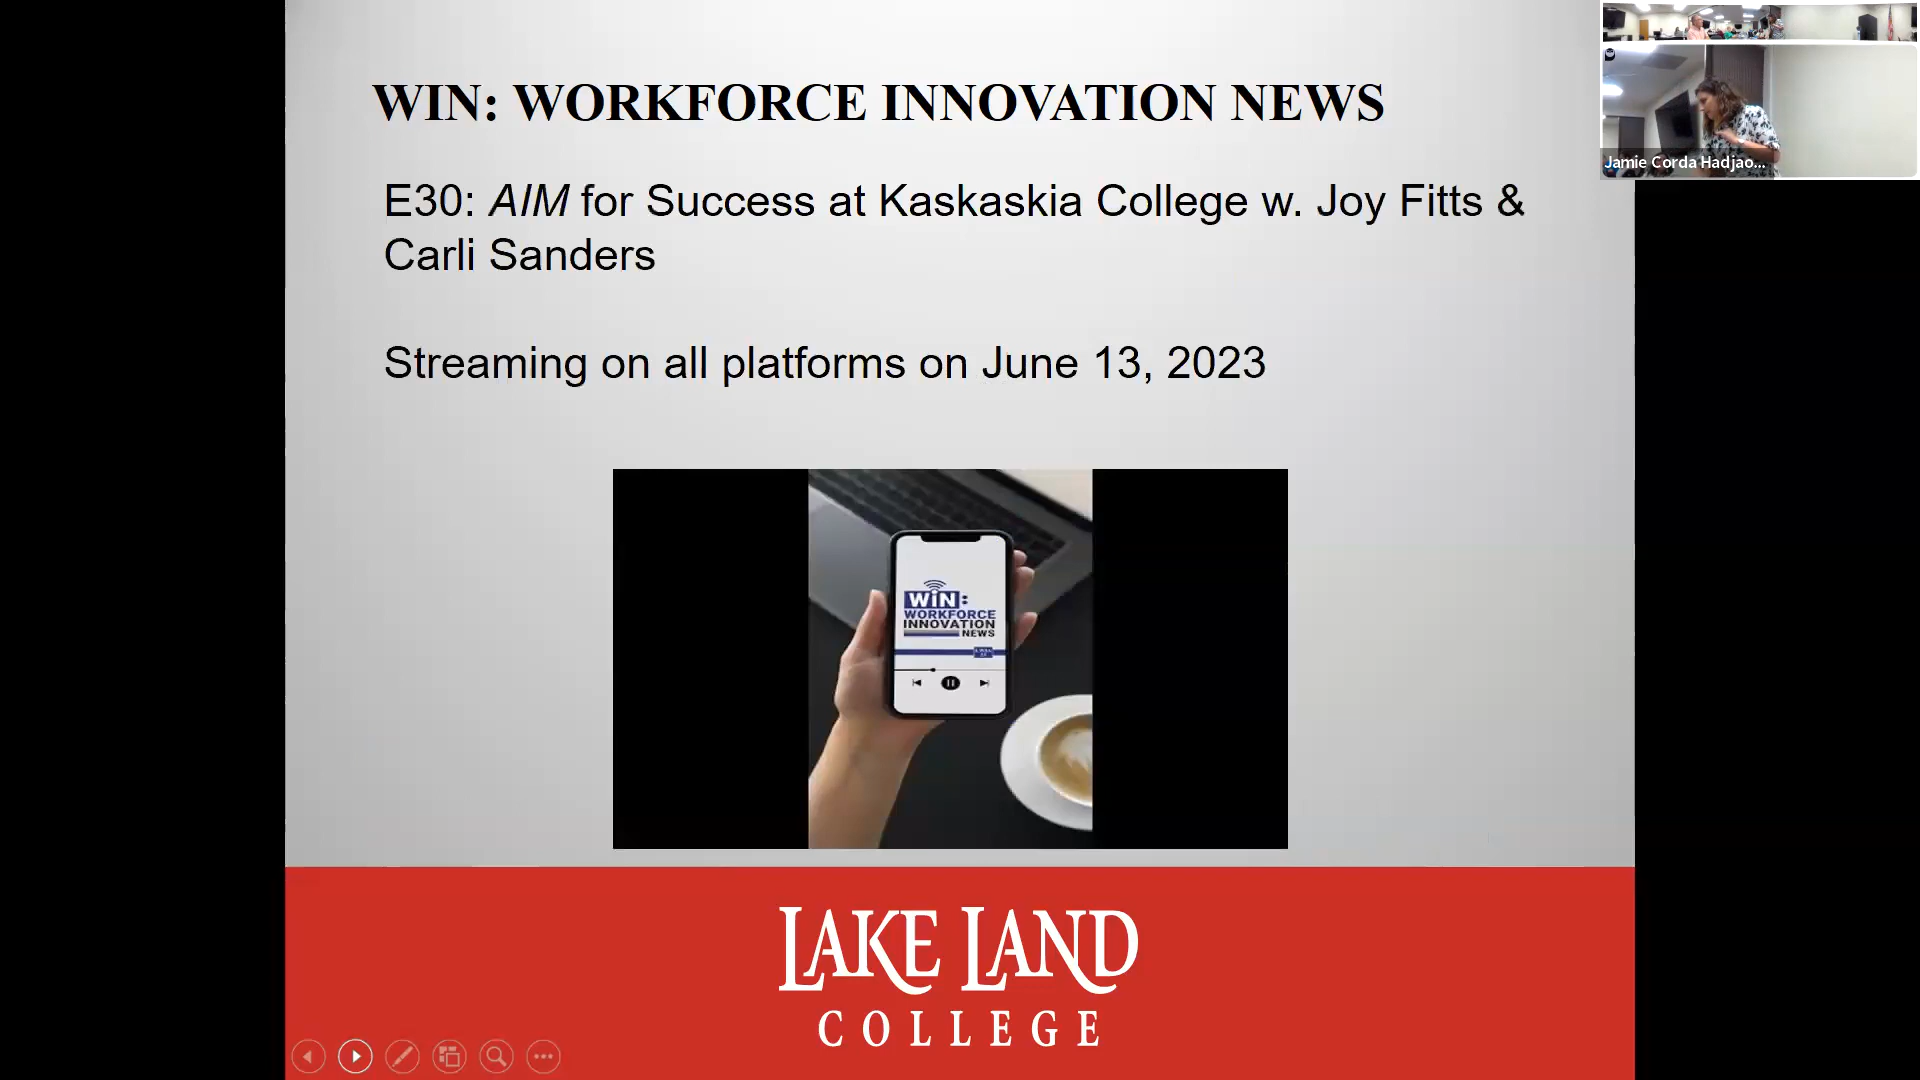 WIN: WORKFORCE INNOVATION NEWS
Jamie Corda Hadjao...
E30: AIM for Success at Kaskaskia College w. Joy Fitts &
Carli Sanders
Streaming on all platforms on June 13, 2023
WIN:
WORKFORCE
INNOVATION
NEWS
LAKE LAND
COLLEGE